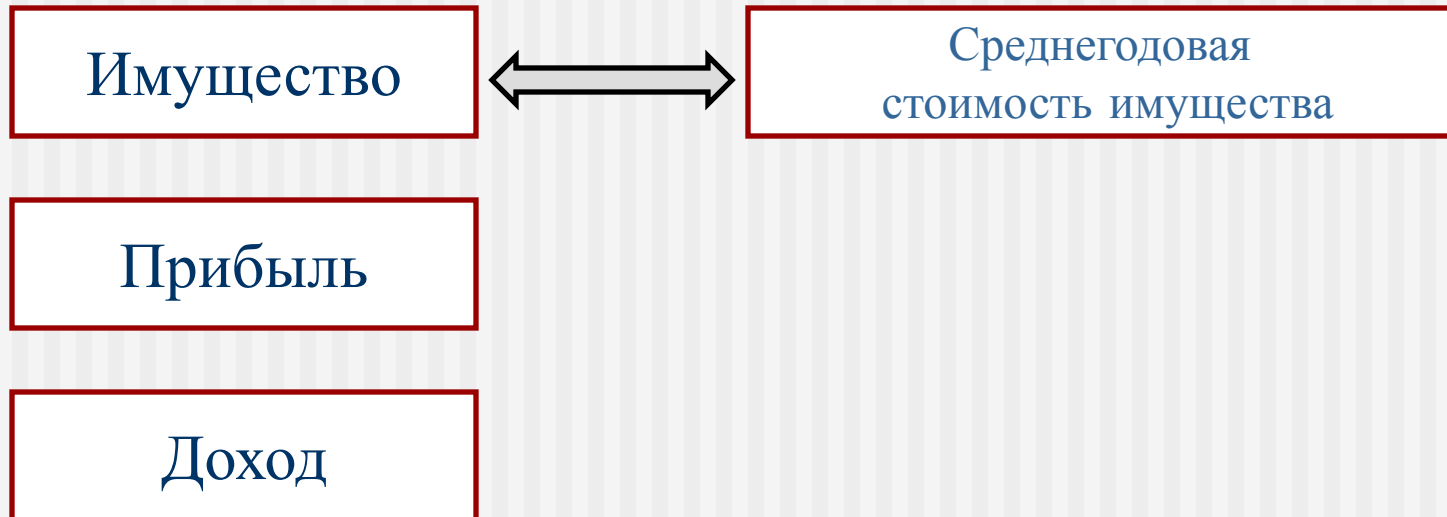 Имущество
Среднегодовая
стоимость имущества
Прибыль
Доход